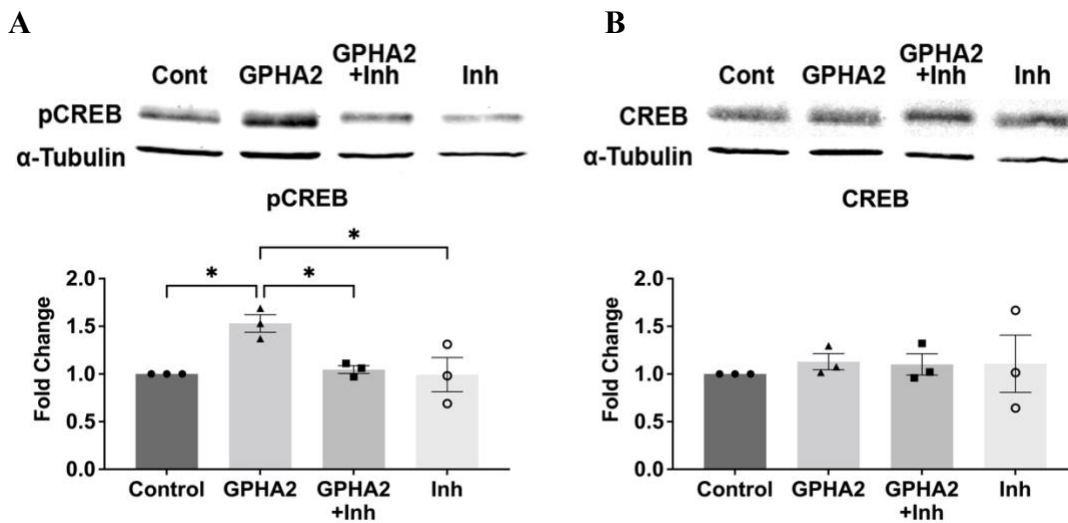 A
Cont GPHA2 GPHA2 +Inh Inh
pCREB
α-Tubulin
pCREB
* * *
Fold Change
2.0
1.5
1.0
0.5
0.0
Control GPHA2 GPHA2 +Inh Inh
B
Cont GPHA2 GPHA2 +Inh Inh
CREB
α-Tubulin
CREB
Fold Change
2.0
1.5
1.0
0.5
0.0
Control GPHA2 GPHA2 +Inh Inh